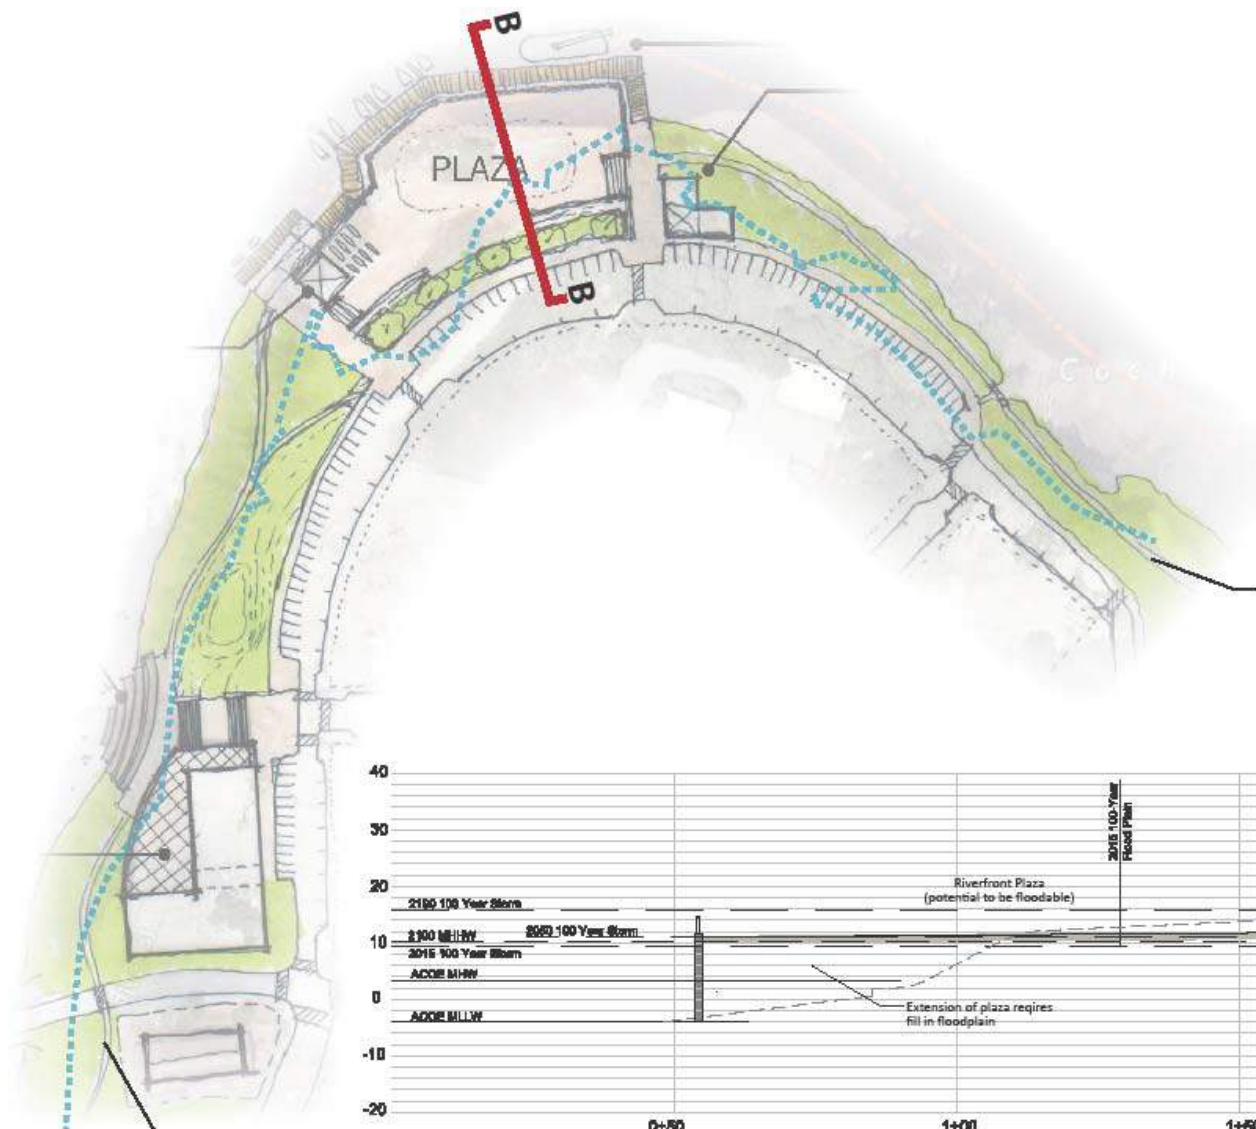 B
PLAZA
B
Coch
40
30
20
10
0
-10
-20
2100 100 Year Storm
2100 MHHW
2050 100 Year Storm
2015 100 Year Storm
ACOE MHW
ACOE MLLW
2015 100-Year
Flood Plain
Riverfront Plaza
(potential to be floodable)
Extension of plaza reqires
fill in floodplain
0+50
1+00